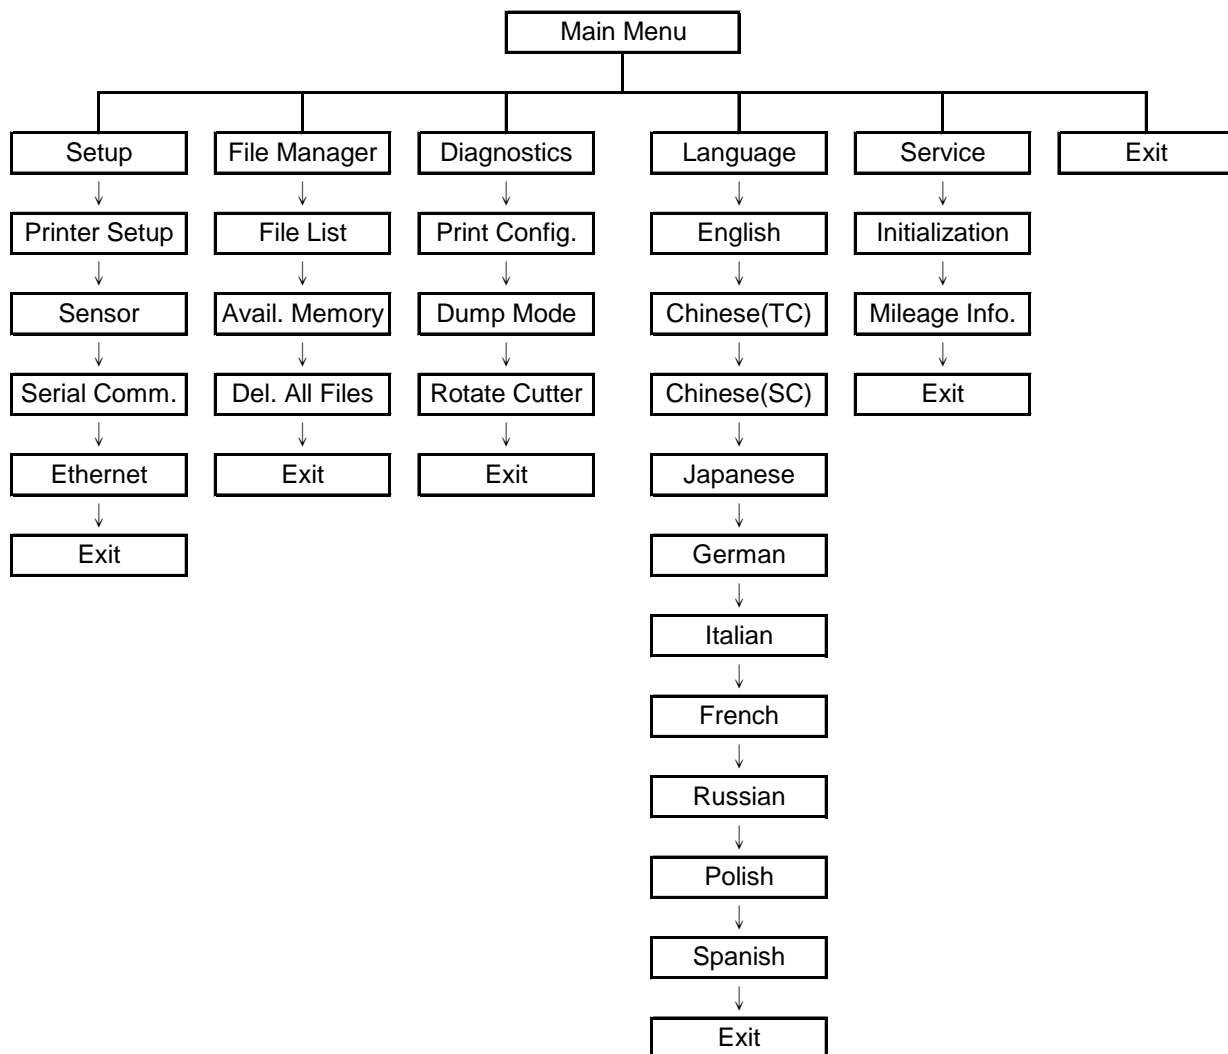 Main Menu
Setup
File Manager
Diagnostics
Language
Service
Exit
Printer Setup
File List
Print Config.
English
Initialization
Sensor
Avail. Memory
Dump Mode
Chinese(TC)
Mileage Info.
Serial Comm.
Del. All Files
Rotate Cutter
Chinese(SC)
Exit
Ethernet
Exit
Exit
Japanese
Exit
German
Italian
French
Russian
Polish
Spanish
Exit